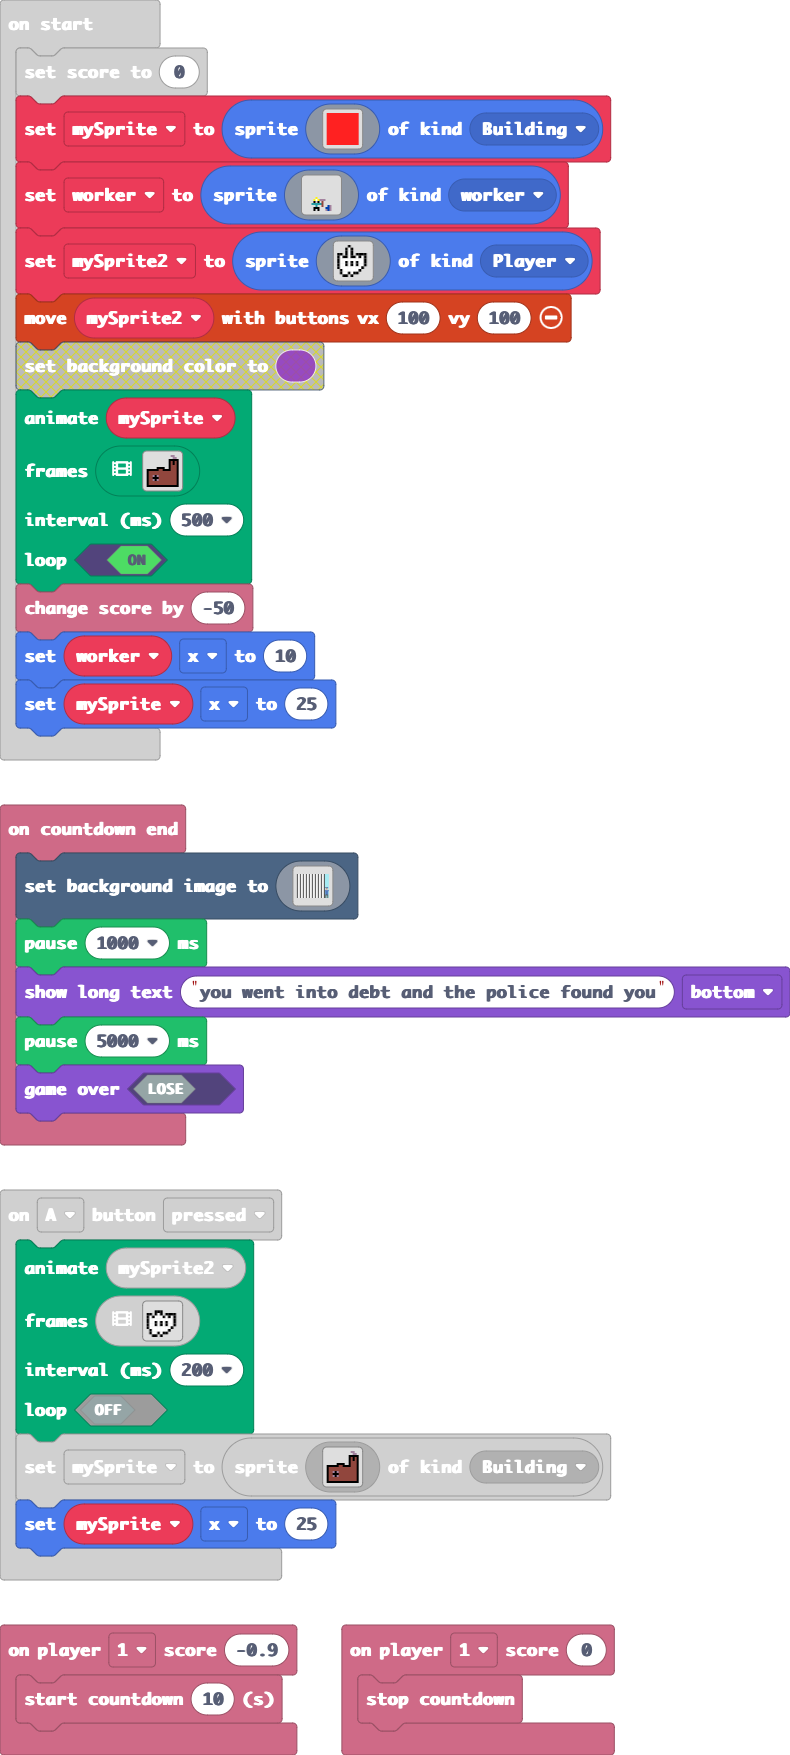 on start
set score to 0
set mySprite to sprite of kind Building
set worker to sprite of kind worker
set mySprite2 to sprite of kind Player
move mySprite2 with buttons vx 100 vy 100
set background color to
animate mySprite
frames
interval (ms) 500
loop ON
change score by -50
set worker x to 10
set mySprite x to 25
on countdown end
set background image to
pause 1000 ms
show long text "you went into debt and the police found you" bottom
pause 5000 ms
game over LOSE
on A button pressed
animate mySprite2
frames
interval (ms) 200
loop OFF
set mySprite to sprite of kind Building
set mySprite x to 25
on player 1 score -0.9
start countdown 10 (s)
on player 1 score 0
stop countdown